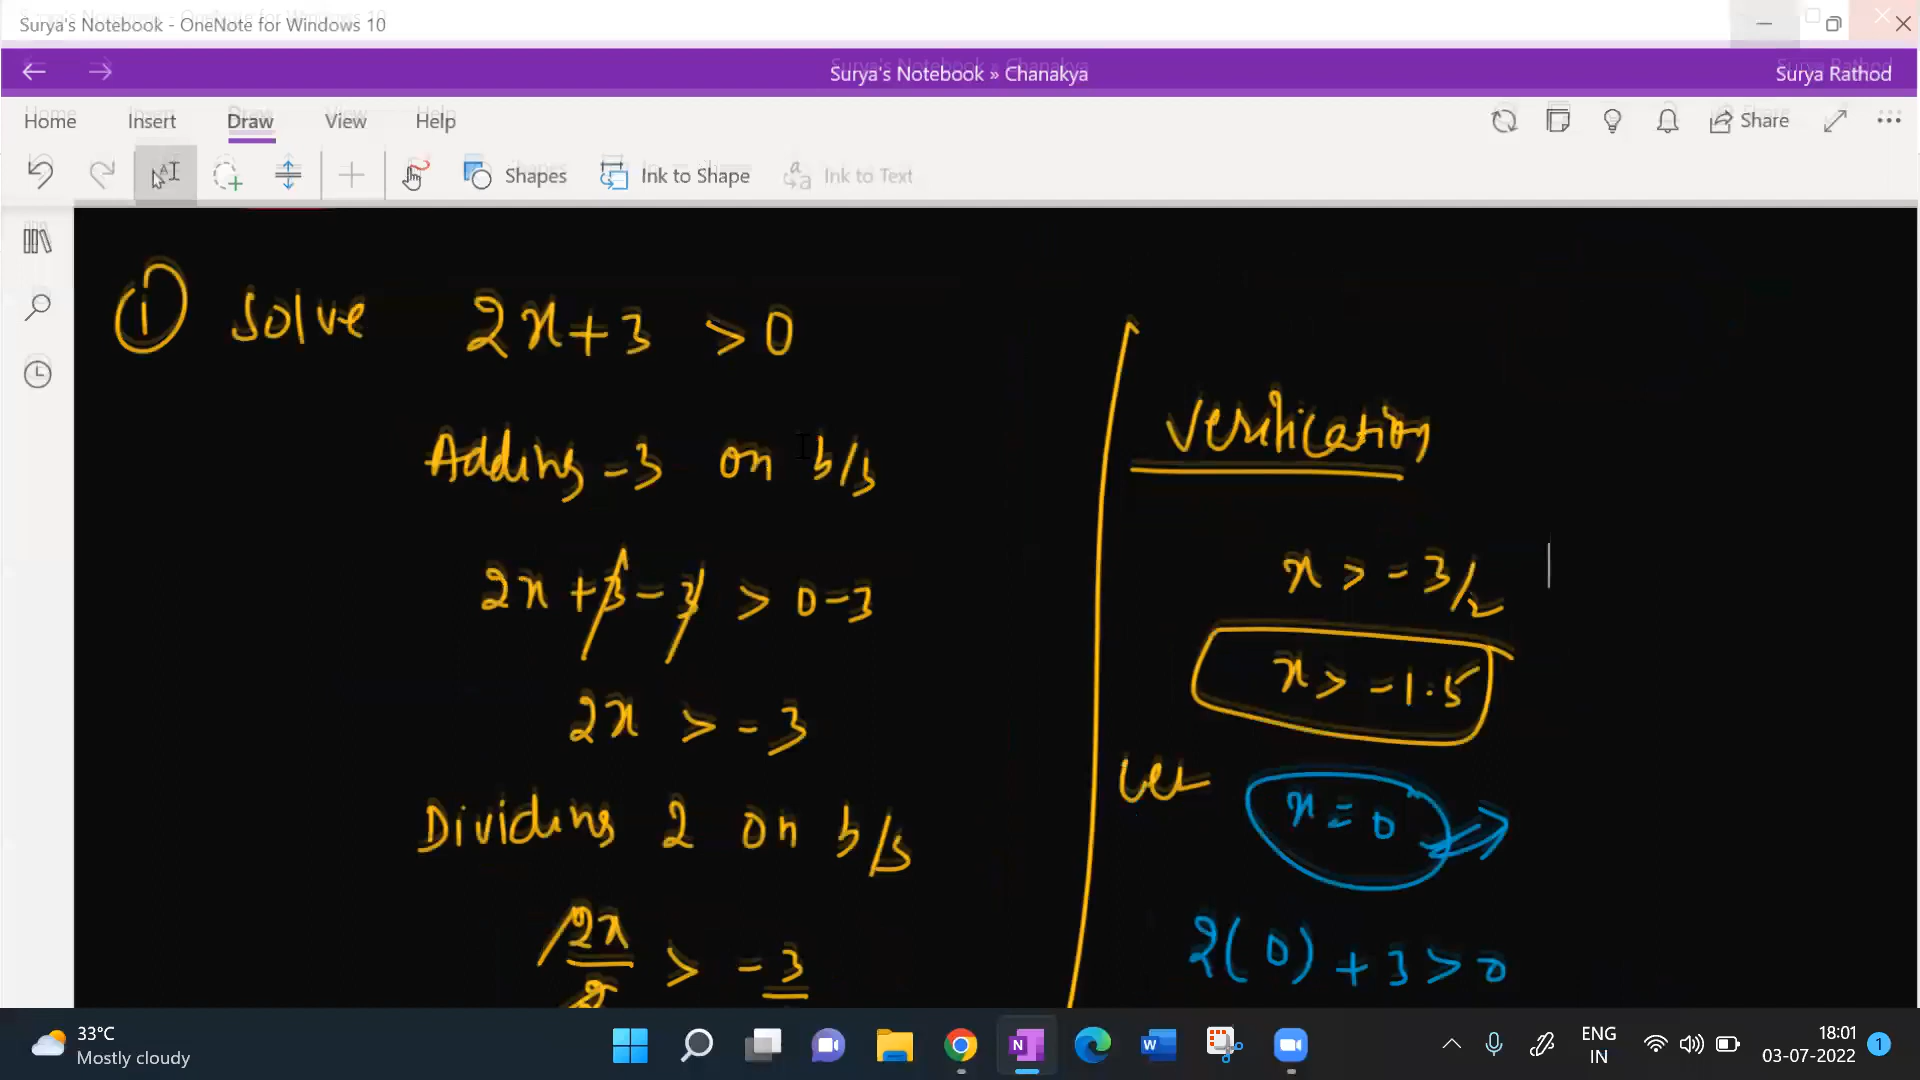 Surya's Notebook - OneNote for Windows 10
Surya's Notebook » Chanakya
Surya Rathod
Home Insert Draw View Help
Share
Shapes Ink to Shape Ink to Text
① Solve 2x+3 > 0
Adding -3 on b/s
2x + 3 - 3 > 0-3
2x > -3
Dividing 2 on b/s
2x/2 > -3
Verification
x > -3/2
x > -1.5
Let x = 0
2(0) + 3 > 0
33°C
Mostly cloudy
ENG
IN
18:01
03-07-2022
1